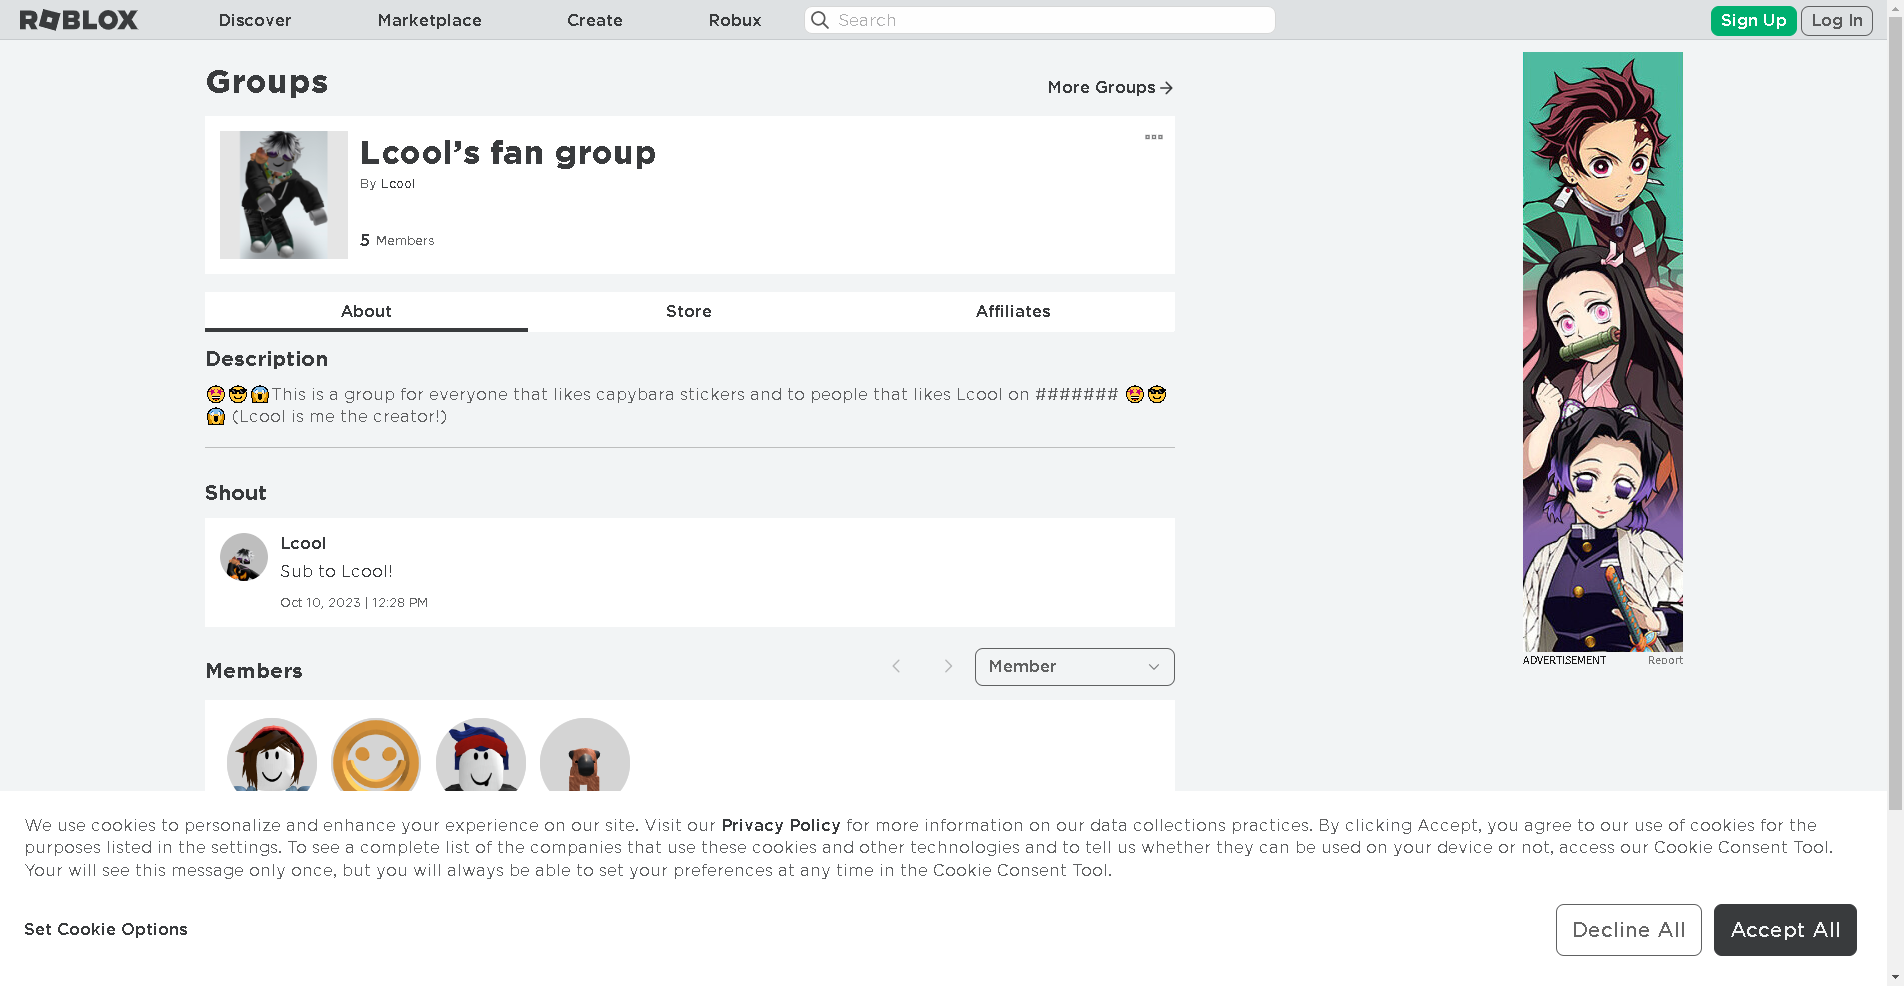 ROBLOX
Discover
Marketplace
Create
Robux
Search
Sign Up
Log In
Groups
More Groups
Lcool's fan group
By Lcool
5 Members
About
Store
Affiliates
Description
🤩😎😱This is a group for everyone that likes capybara stickers and to people that likes Lcool on ####### 🤩😎
😱 (Lcool is me the creator!)
Shout
Lcool
Sub to Lcool!
Oct 10, 2023 | 12:28 PM
Members
Member
ADVERTISEMENT
Report
We use cookies to personalize and enhance your experience on our site. Visit our Privacy Policy for more information on our data collections practices. By clicking Accept, you agree to our use of cookies for the
purposes listed in the settings. To see a complete list of the companies that use these cookies and other technologies and to tell us whether they can be used on your device or not, access our Cookie Consent Tool.
Your will see this message only once, but you will always be able to set your preferences at any time in the Cookie Consent Tool.
Set Cookie Options
Decline All
Accept All